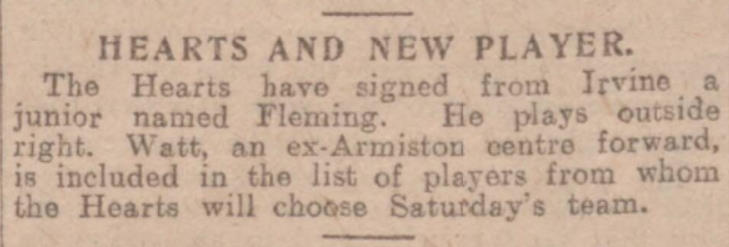 HEARTS AND NEW PLAYER.
The Hearts have signed from Irvine a
junior named Fleming. He plays outside
right. Watt, an ex-Armiston centre forward,
is included in the list of players from whom
the Hearts will choose Saturday's team.